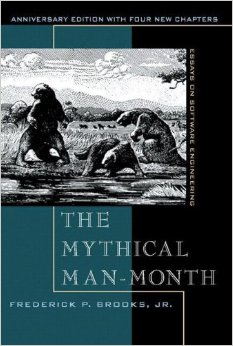 ANNIVERSARY EDITION WITH FOUR NEW CHAPTERS
ESSAYS ON SOFTWARE ENGINEERING
THE
MYTHICAL
MAN-MONTH
FREDERICK P. BROOKS, JR.